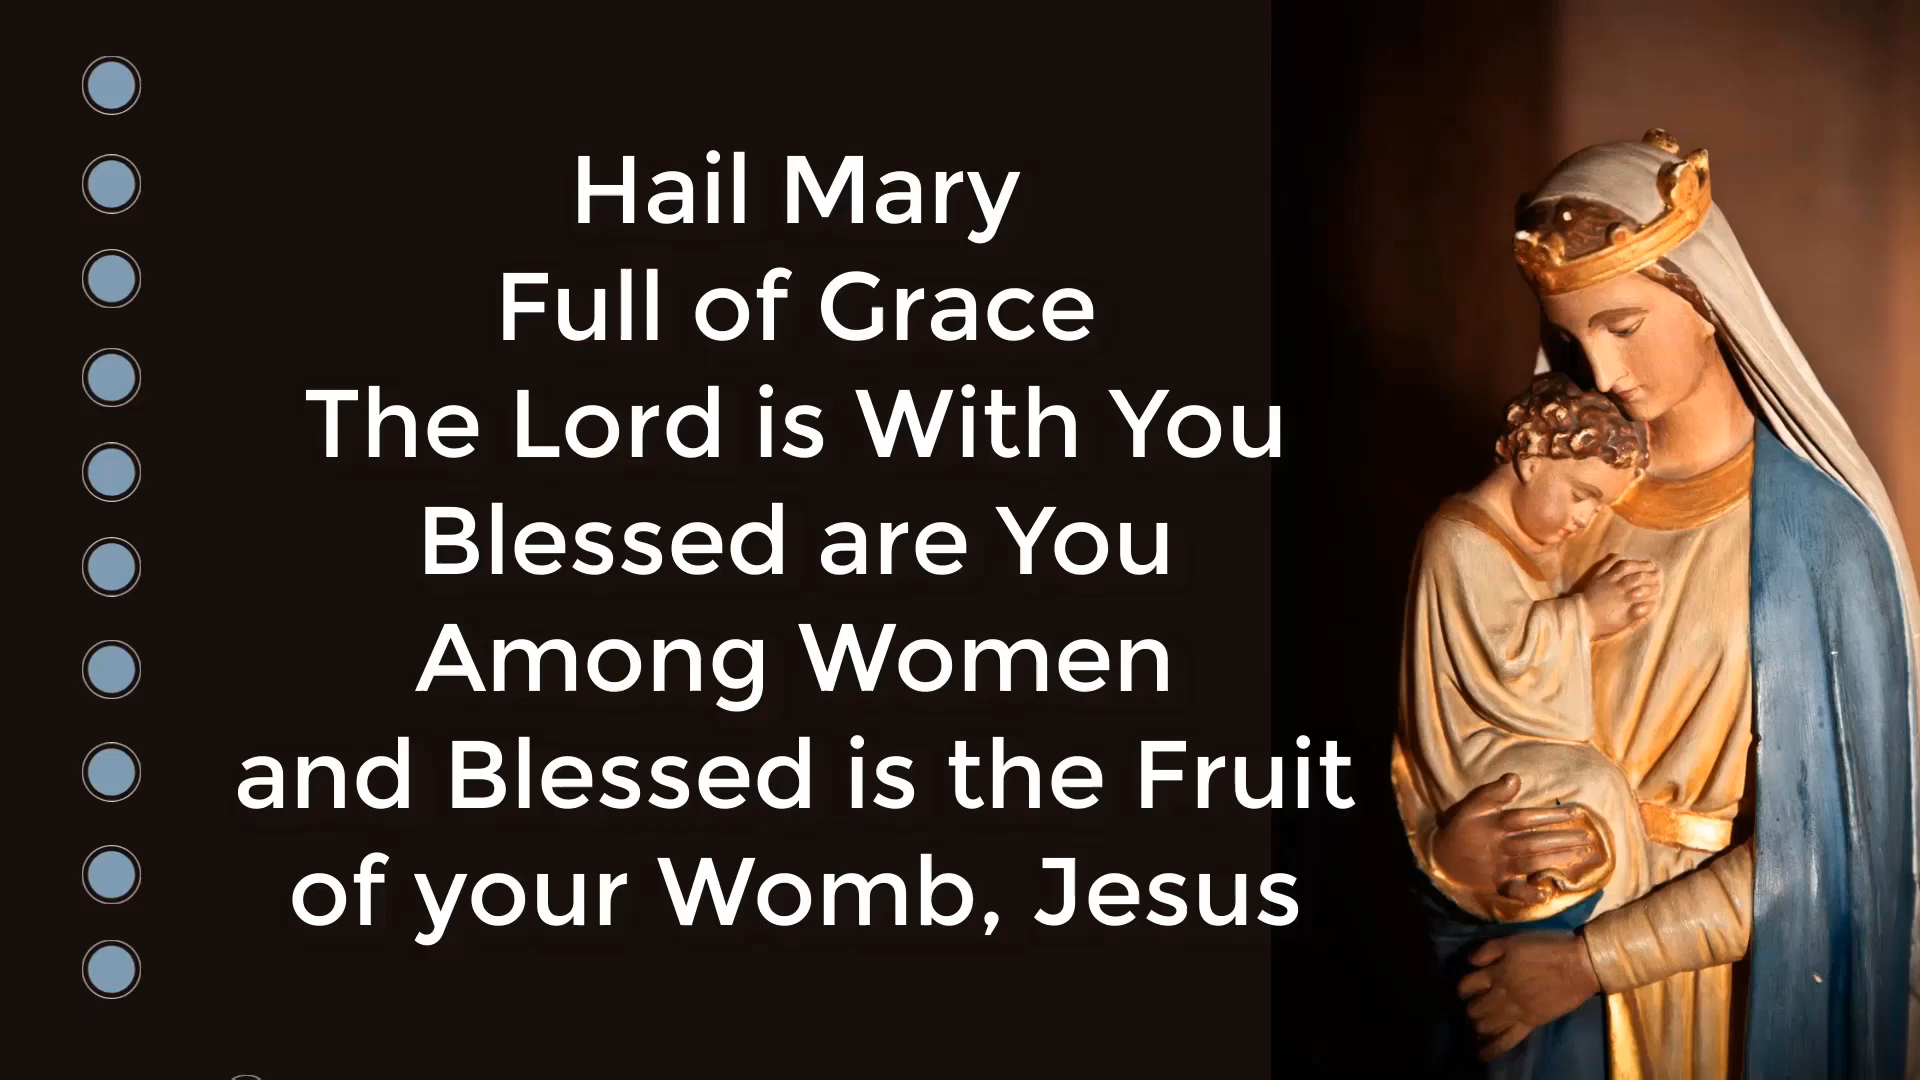 Hail Mary
Full of Grace
The Lord is With You
Blessed are You
Among Women
and Blessed is the Fruit
of your Womb, Jesus